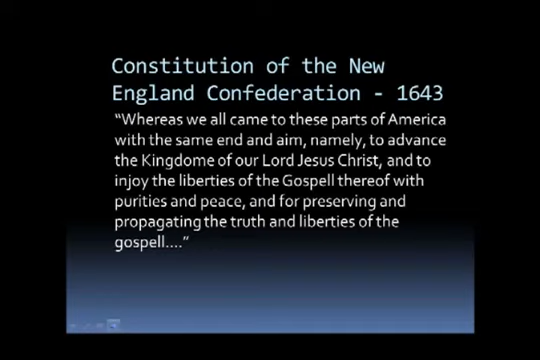 Constitution of the New
England Confederation - 1643
“Whereas we all came to these parts of America
with the same end and aim, namely, to advance
the Kingdome of our Lord Jesus Christ, and to
injoy the liberties of the Gospell thereof with
purities and peace, and for preserving and
propagating the truth and liberties of the
gospell....”